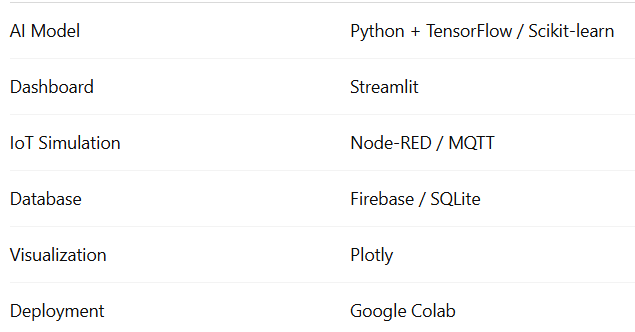 AI Model Python + TensorFlow / Scikit-learn
Dashboard Streamlit
IoT Simulation Node-RED / MQTT
Database Firebase / SQLite
Visualization Plotly
Deployment Google Colab